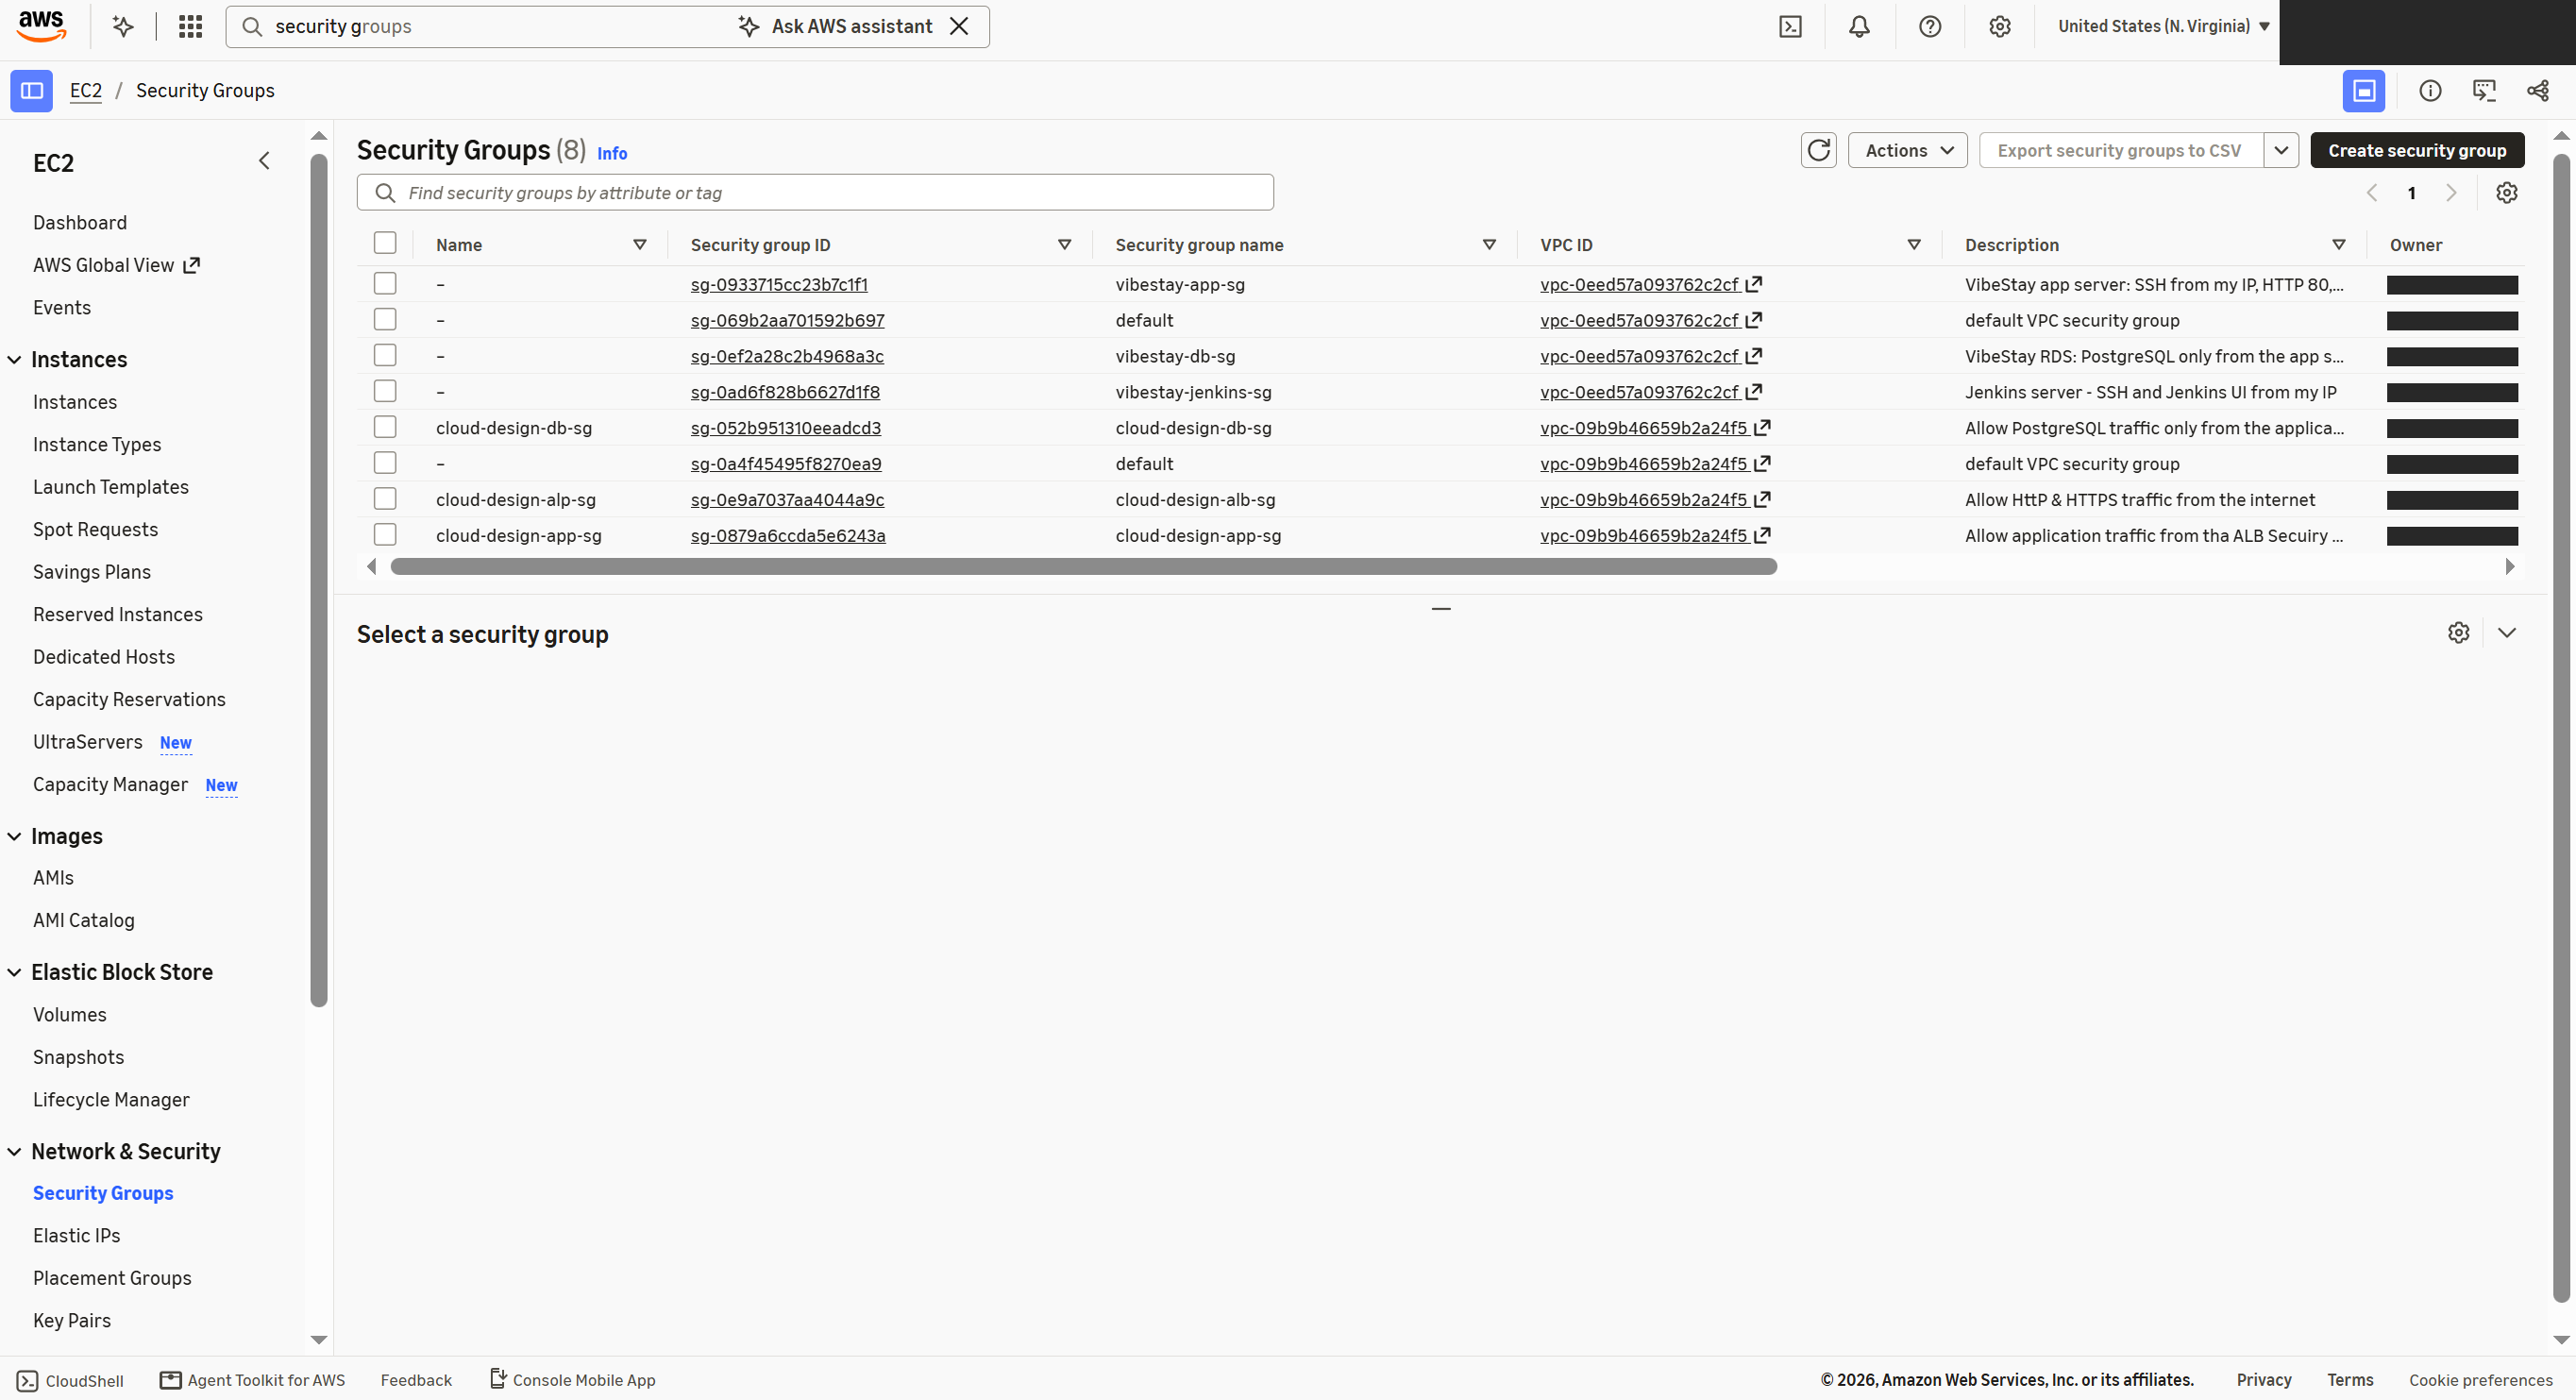 aws
security groups
Ask AWS assistant
United States (N. Virginia)
EC2 / Security Groups
EC2
Dashboard
AWS Global View
Events
Instances
Instances
Instance Types
Launch Templates
Spot Requests
Savings Plans
Reserved Instances
Dedicated Hosts
Capacity Reservations
UltraServers New
Capacity Manager New
Images
AMIs
AMI Catalog
Elastic Block Store
Volumes
Snapshots
Lifecycle Manager
Network & Security
Security Groups
Elastic IPs
Placement Groups
Key Pairs
Security Groups (8) Info
Actions
Export security groups to CSV
Create security group
Find security groups by attribute or tag
1
Name Security group ID Security group name VPC ID Description Owner
– sg-0933715cc23b7c1f1 vibestay-app-sg vpc-0eed57a093762c2cf VibeStay app server: SSH from my IP, HTTP 80,...
– sg-069b2aa701592b697 default vpc-0eed57a093762c2cf default VPC security group
– sg-0ef2a28c2b4968a3c vibestay-db-sg vpc-0eed57a093762c2cf VibeStay RDS: PostgreSQL only from the app s...
– sg-0ad6f828b6627d1f8 vibestay-jenkins-sg vpc-0eed57a093762c2cf Jenkins server - SSH and Jenkins UI from my IP
cloud-design-db-sg sg-052b951310eeadcd3 cloud-design-db-sg vpc-09b9b46659b2a24f5 Allow PostgreSQL traffic only from the applica...
– sg-0a4f45495f8270ea9 default vpc-09b9b46659b2a24f5 default VPC security group
cloud-design-alp-sg sg-0e9a7037aa4044a9c cloud-design-alb-sg vpc-09b9b46659b2a24f5 Allow HttP & HTTPS traffic from the internet
cloud-design-app-sg sg-0879a6ccda5e6243a cloud-design-app-sg vpc-09b9b46659b2a24f5 Allow application traffic from tha ALB Secuiry ...
Select a security group
CloudShell
Agent Toolkit for AWS
Feedback
Console Mobile App
© 2026, Amazon Web Services, Inc. or its affiliates.
Privacy
Terms
Cookie preferences